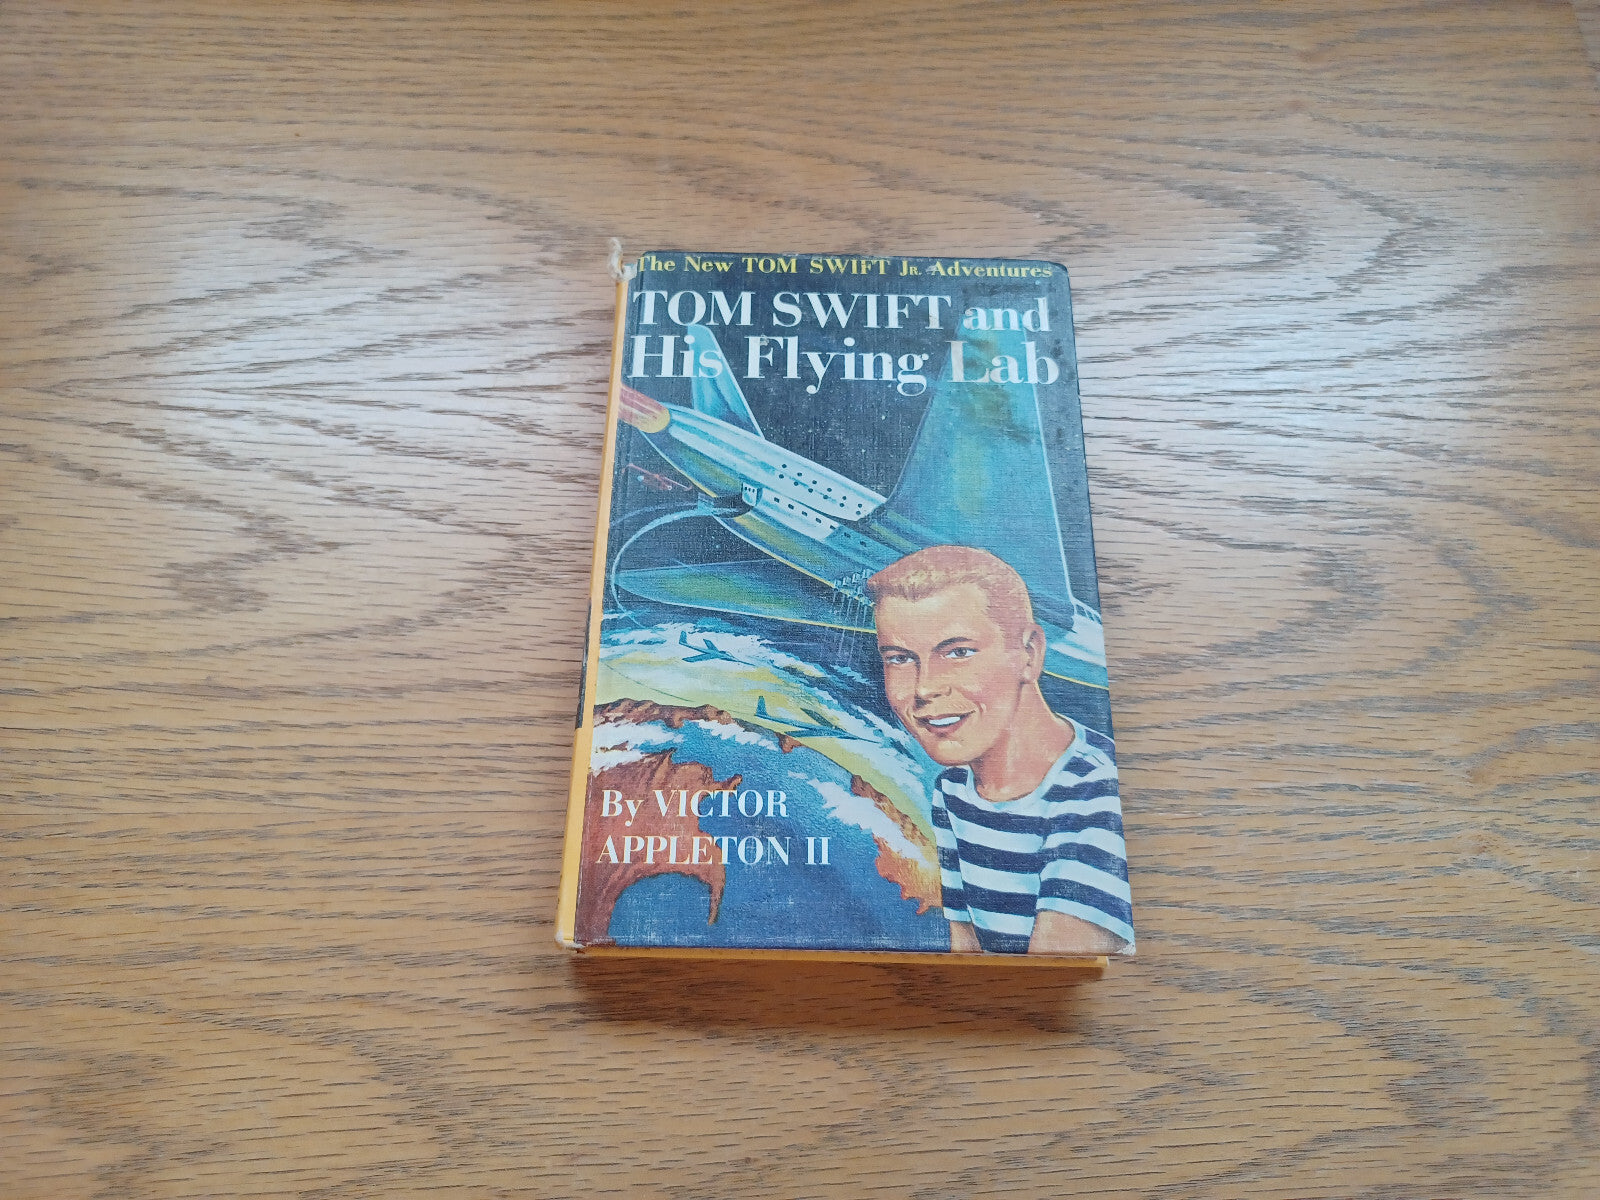 The New TOM SWIFT JR. Adventures
TOM SWIFT and
His Flying Lab
By VICTOR
APPLETON II